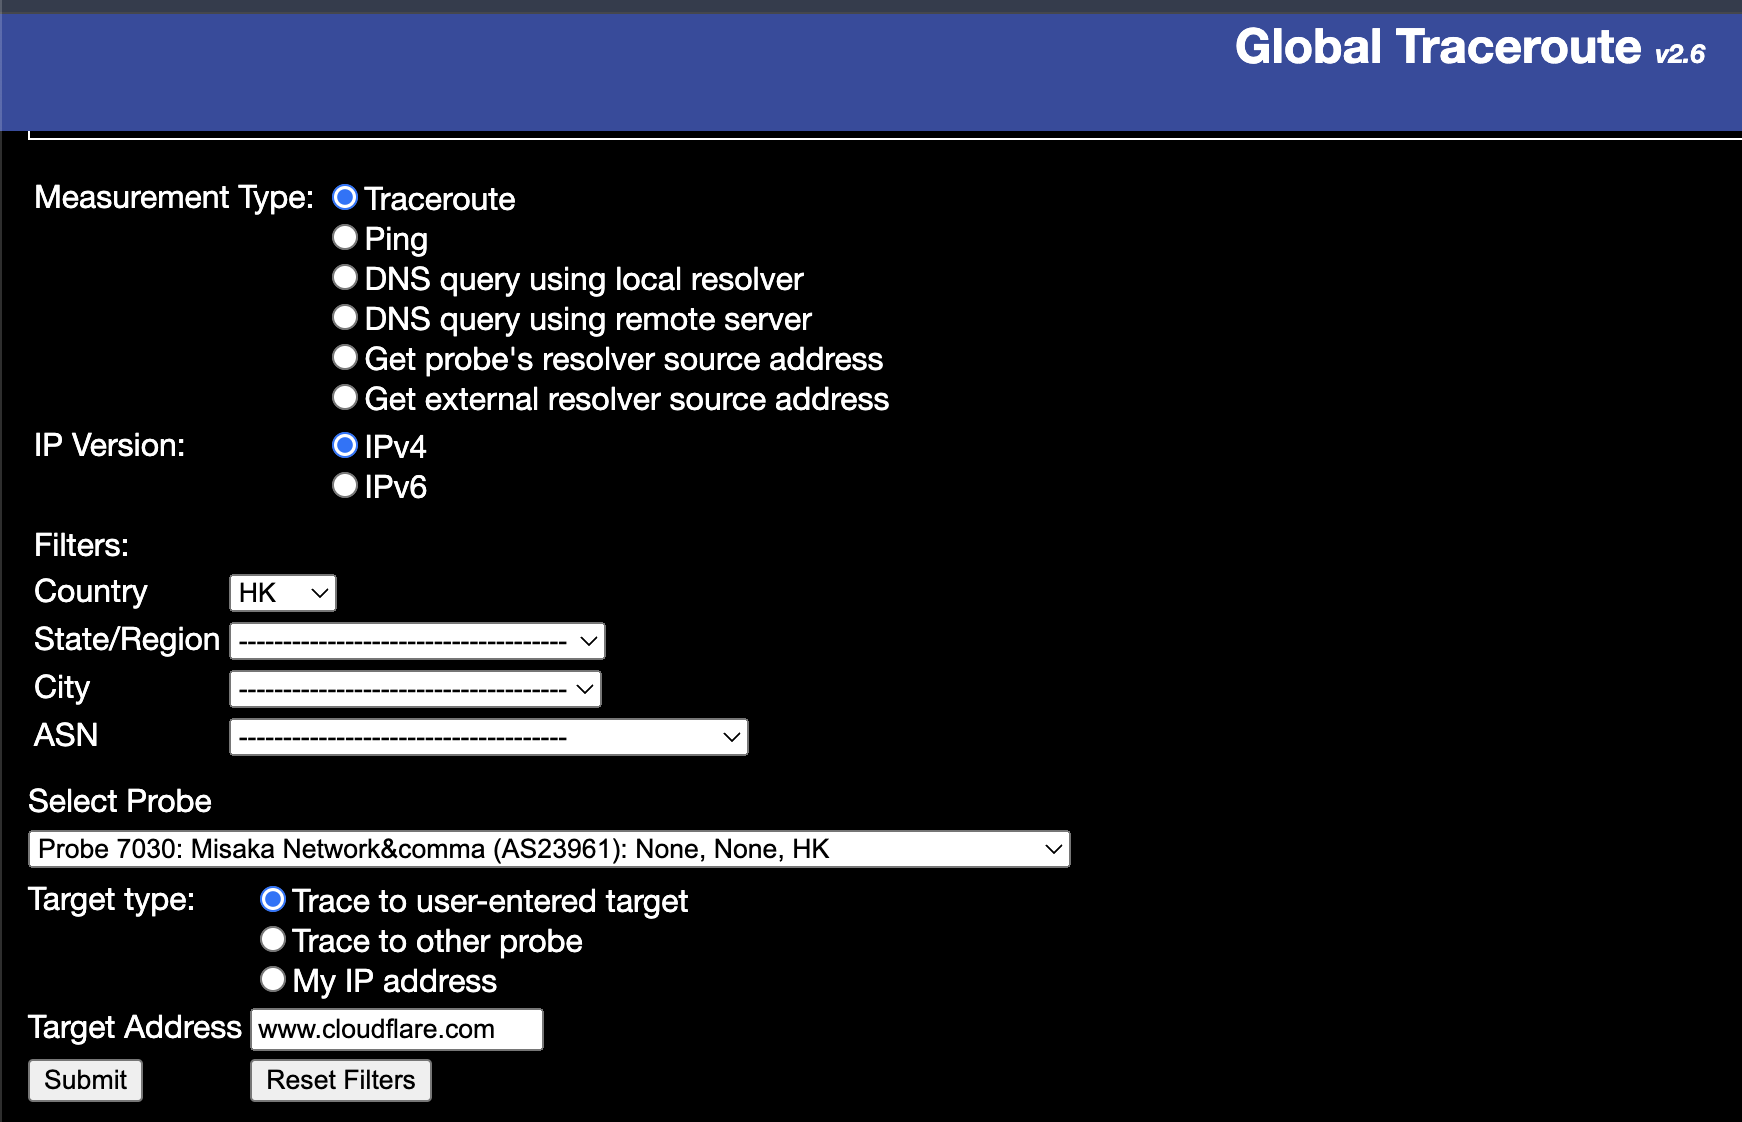 Global Traceroute v2.6
Measurement Type: Traceroute
Ping
DNS query using local resolver
DNS query using remote server
Get probe's resolver source address
Get external resolver source address
IP Version: IPv4
IPv6
Filters:
Country HK
State/Region -------------------------------------
City -------------------------------------
ASN -------------------------------------
Select Probe
Probe 7030: Misaka Network&comma (AS23961): None, None, HK
Target type: Trace to user-entered target
Trace to other probe
My IP address
Target Address www.cloudflare.com
Submit Reset Filters